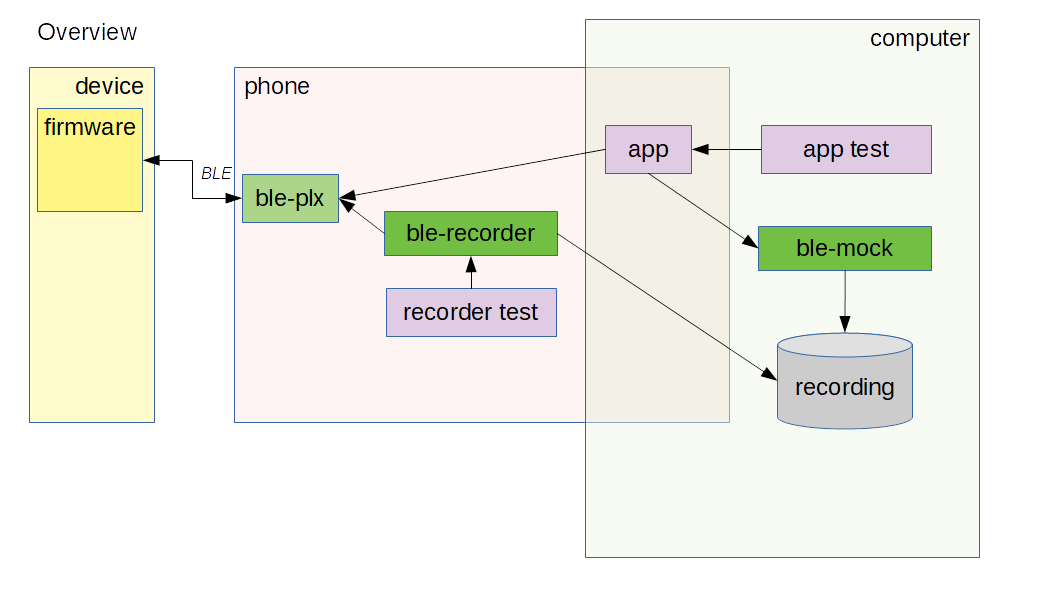 Overview
computer
device
phone
firmware
app
app test
BLE
ble-plx
ble-recorder
ble-mock
recorder test
recording